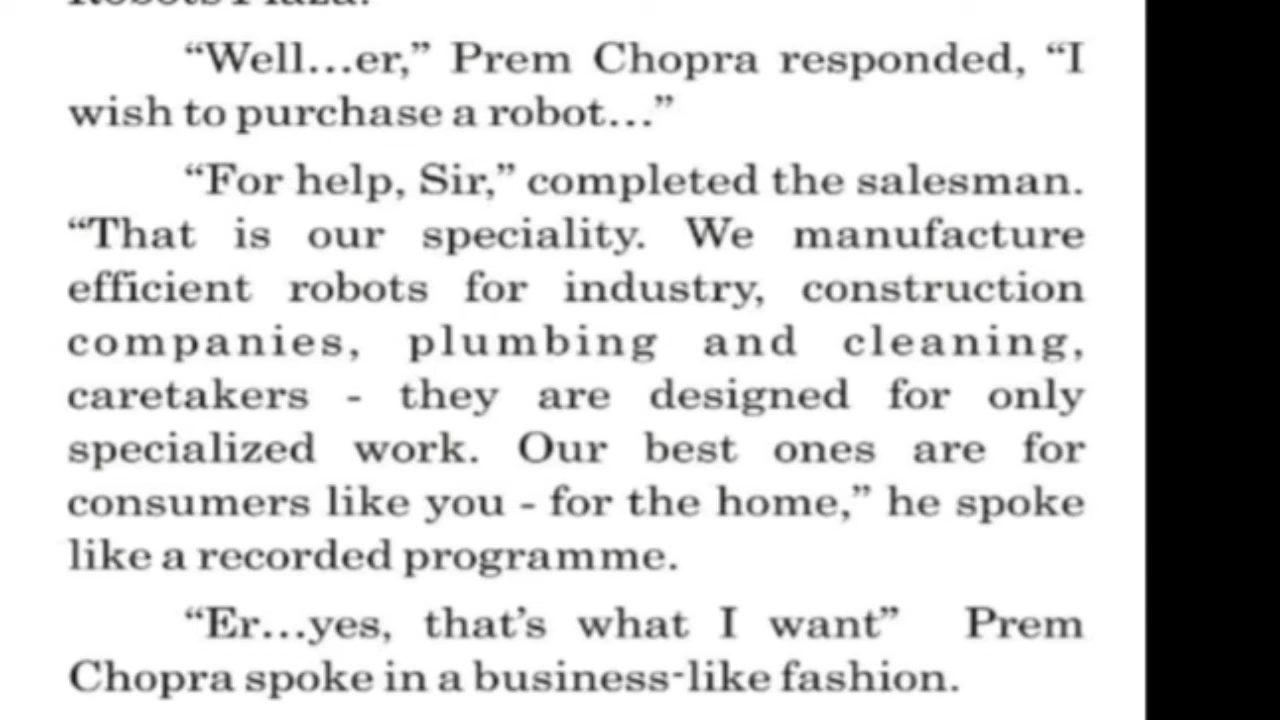 “Well...er,” Prem Chopra responded, “I
wish to purchase a robot...”
“For help, Sir,” completed the salesman.
“That is our speciality. We manufacture
efficient robots for industry, construction
companies, plumbing and cleaning,
caretakers - they are designed for only
specialized work. Our best ones are for
consumers like you - for the home,” he spoke
like a recorded programme.
“Er...yes, that’s what I want” Prem
Chopra spoke in a business-like fashion.